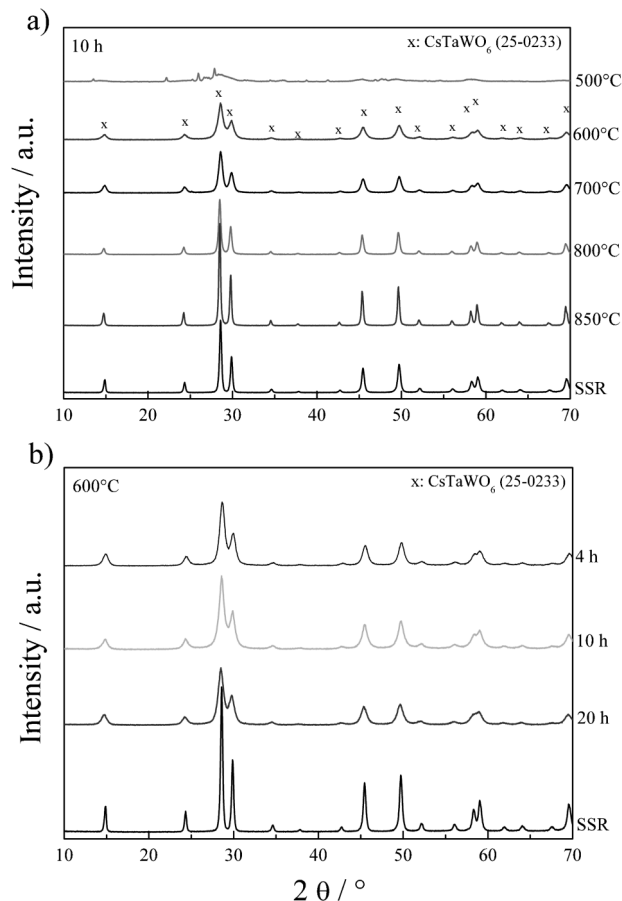 a)
10 h
x: CsTaWO₆ (25-0233)
500°C
x x x x x x x x x x x x x x x x x
600°C
700°C
800°C
850°C
SSR
Intensity / a.u.
10 20 30 40 50 60 70
b)
600°C
x: CsTaWO₆ (25-0233)
4 h
10 h
20 h
SSR
Intensity / a.u.
10 20 30 40 50 60 70
2 θ / °